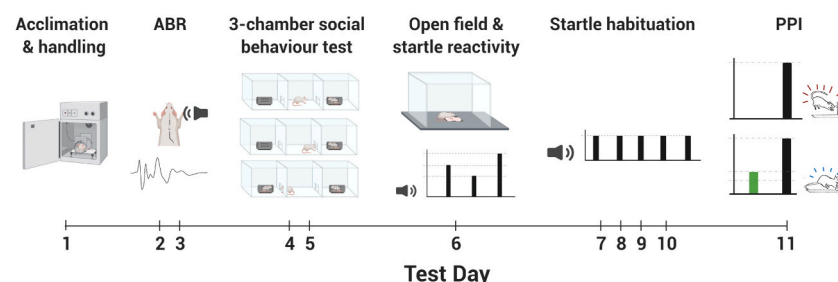 Acclimation
& handling
ABR
3-chamber social
behaviour test
Open field &
startle reactivity
Startle habituation
PPI
1
2
3
4
5
6
7
8
9
10
11
Test Day